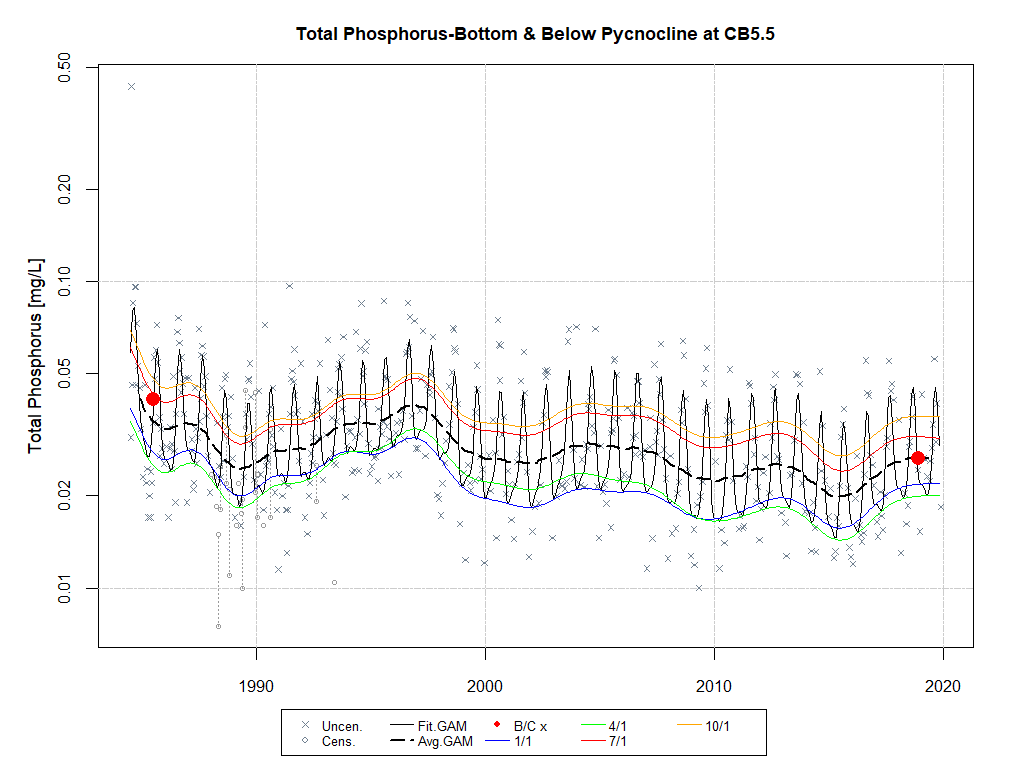 Total Phosphorus-Bottom & Below Pycnocline at CB5.5
Total Phosphorus [mg/L]
0.50
0.20
0.10
0.05
0.02
0.01
1990 2000 2010 2020
Uncen. Fit.GAM B/C x 4/1 10/1
Cens. Avg.GAM 1/1 7/1